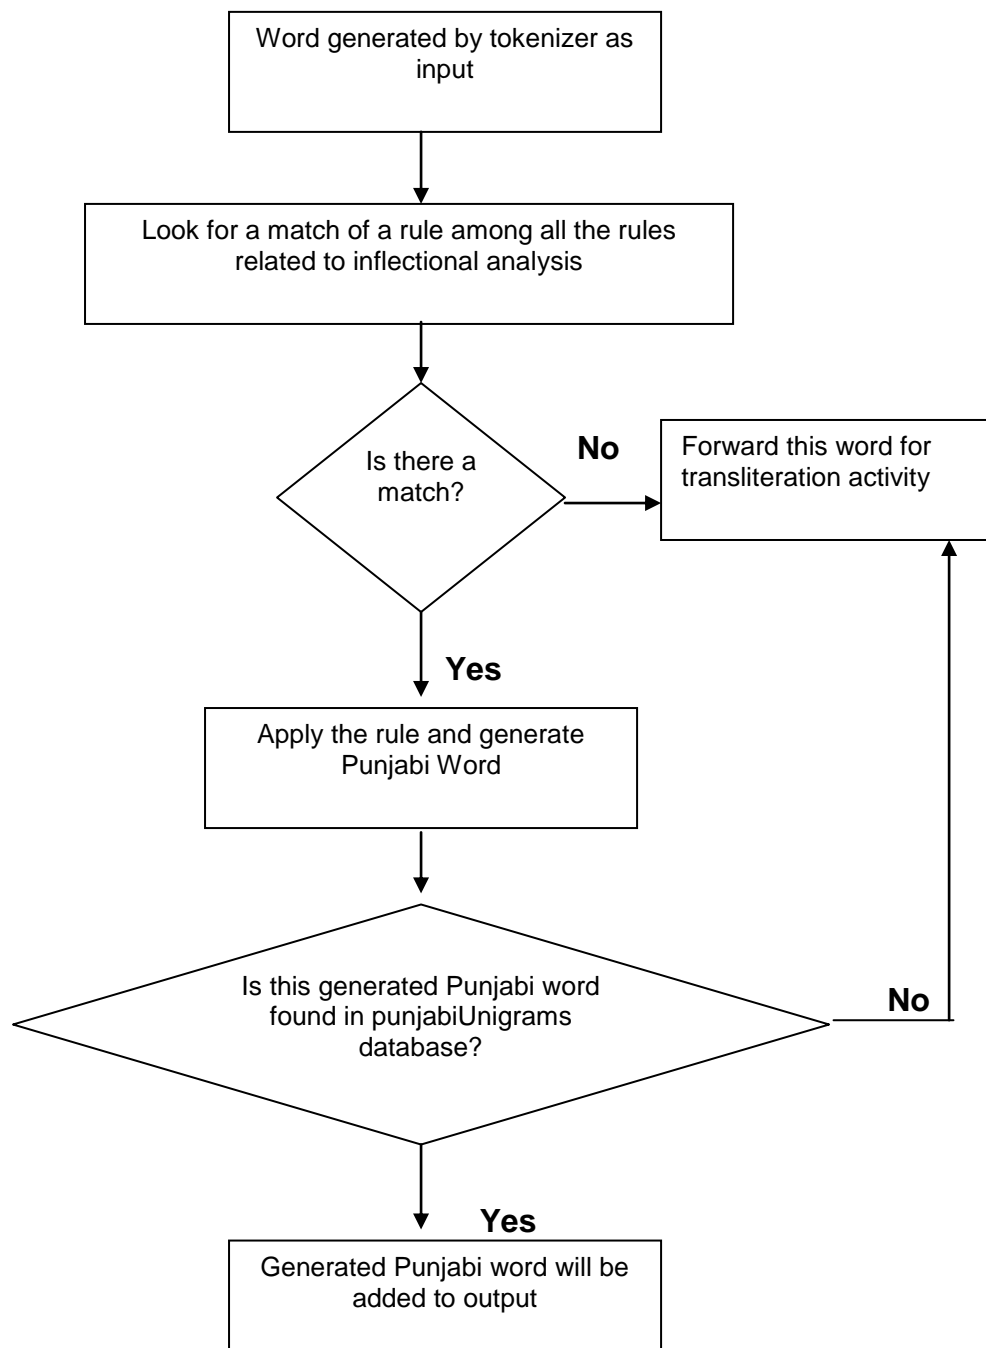 Word generated by tokenizer as
input
Look for a match of a rule among all the rules
related to inflectional analysis
Is there a
match?
No
Forward this word for
transliteration activity
Yes
Apply the rule and generate
Punjabi Word
Is this generated Punjabi word
found in punjabiUnigrams
database?
No
Yes
Generated Punjabi word will be
added to output